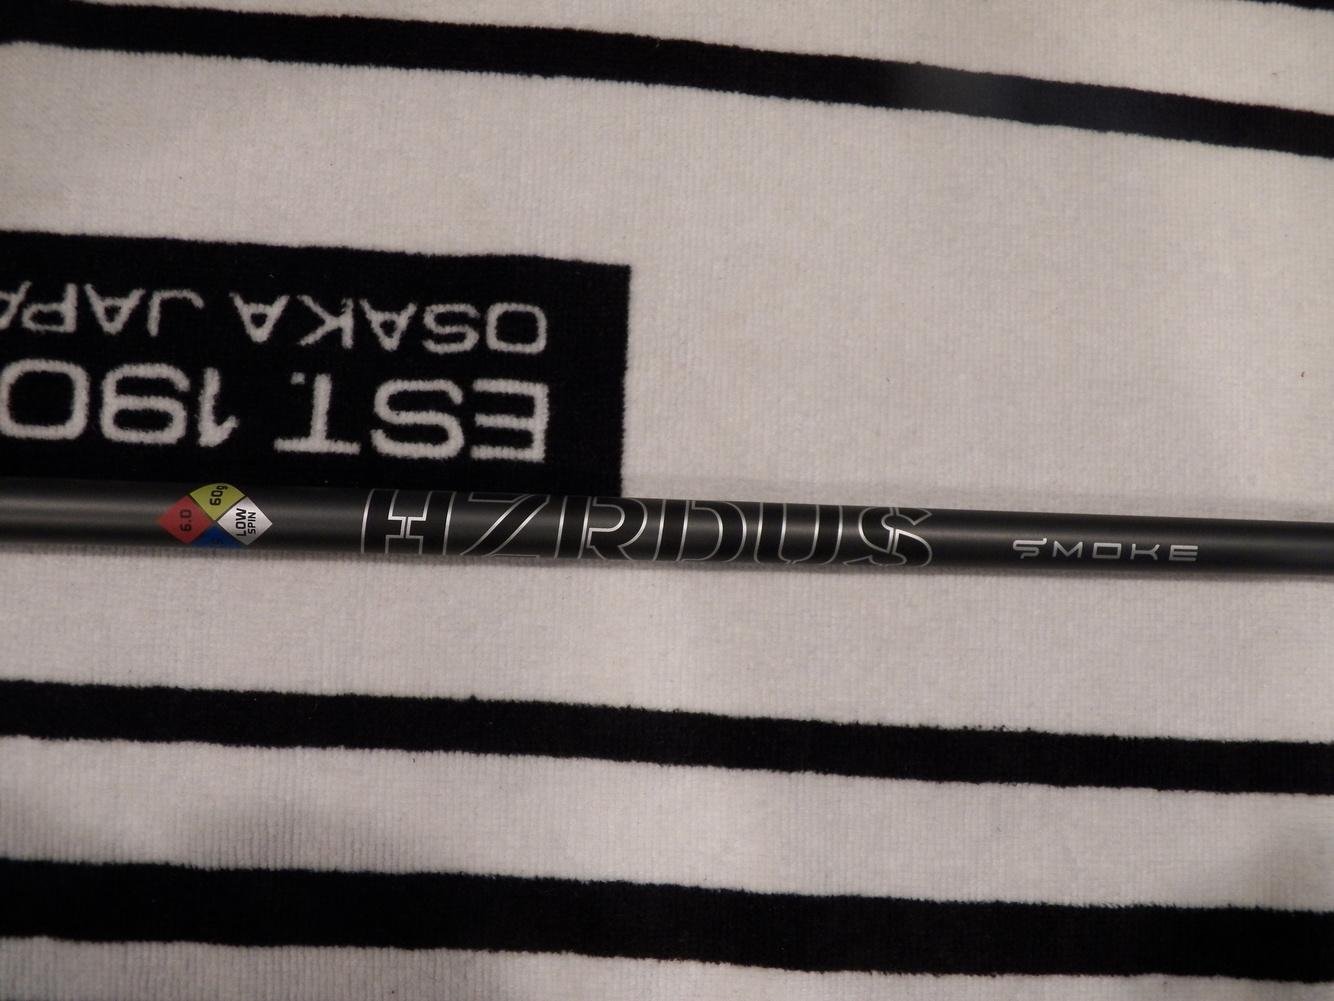 EST. 190
OSAKA JAPA
6.0
60g
LOW
SPIN
HZRDUS
SMOKE